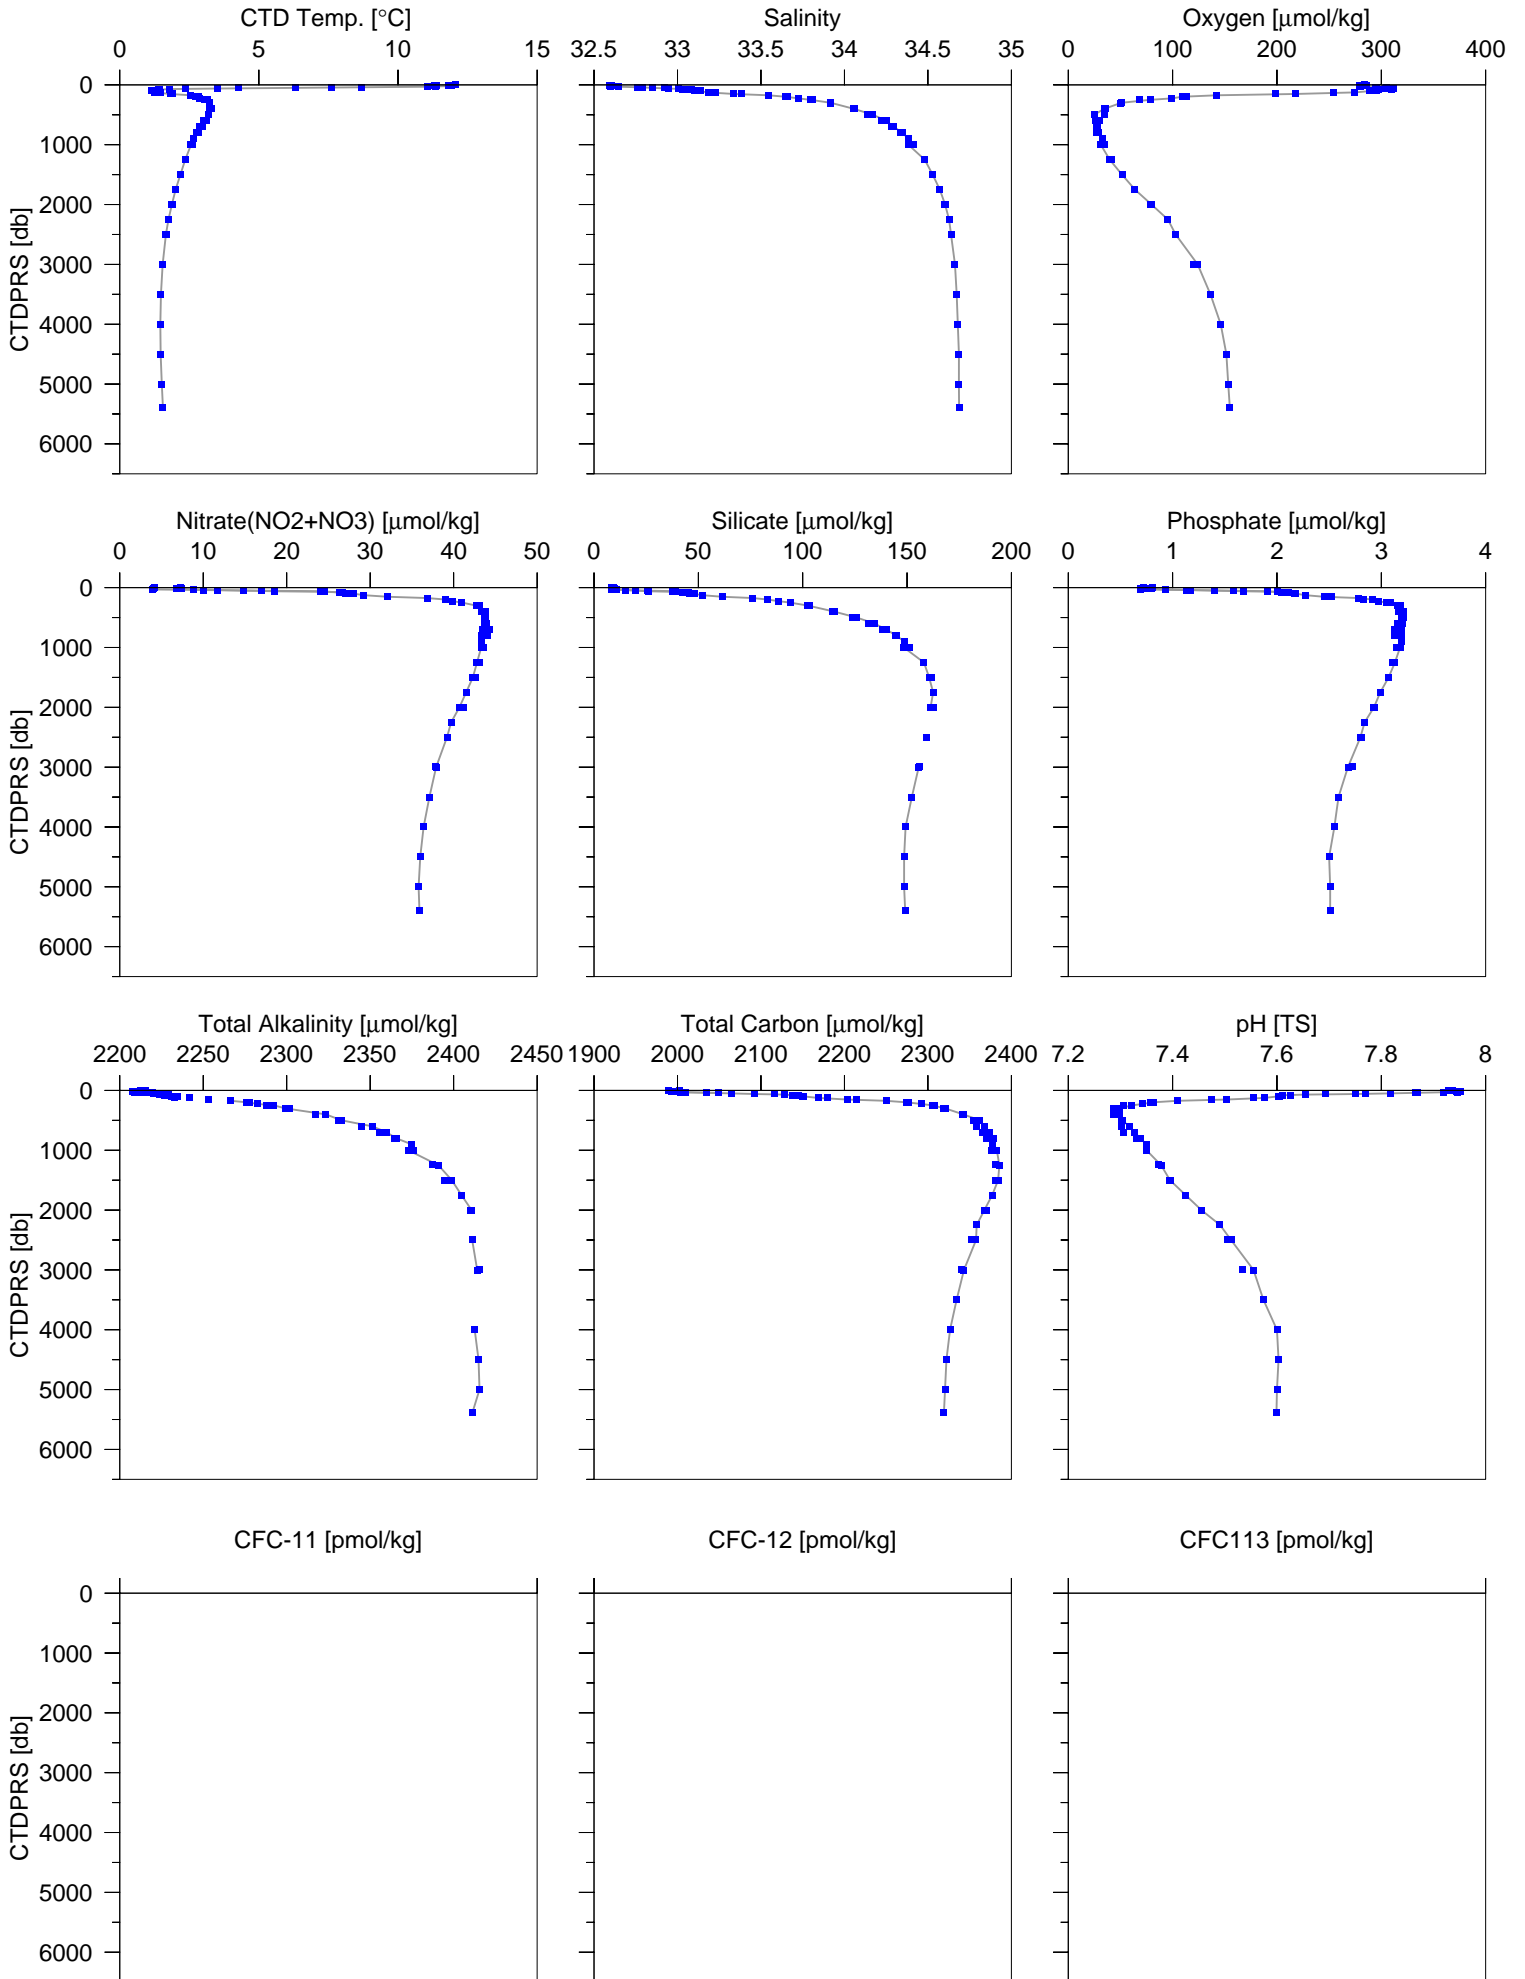 CTD Temp. [°C] Salinity Oxygen [μmol/kg]
0 5 10 15 32.5 33 33.5 34 34.5 35 0 100 200 300 400
0
1000
2000
3000
4000
5000
6000
CTDPRS [db]
Nitrate(NO2+NO3) [μmol/kg] Silicate [μmol/kg] Phosphate [μmol/kg]
0 10 20 30 40 50 0 50 100 150 200 0 1 2 3 4
0
1000
2000
3000
4000
5000
6000
CTDPRS [db]
Total Alkalinity [μmol/kg] Total Carbon [μmol/kg] pH [TS]
2200 2250 2300 2350 2400 2450 1900 2000 2100 2200 2300 2400 7.2 7.4 7.6 7.8 8
0
1000
2000
3000
4000
5000
6000
CTDPRS [db]
CFC-11 [pmol/kg] CFC-12 [pmol/kg] CFC113 [pmol/kg]
0
1000
2000
3000
4000
5000
6000
CTDPRS [db]